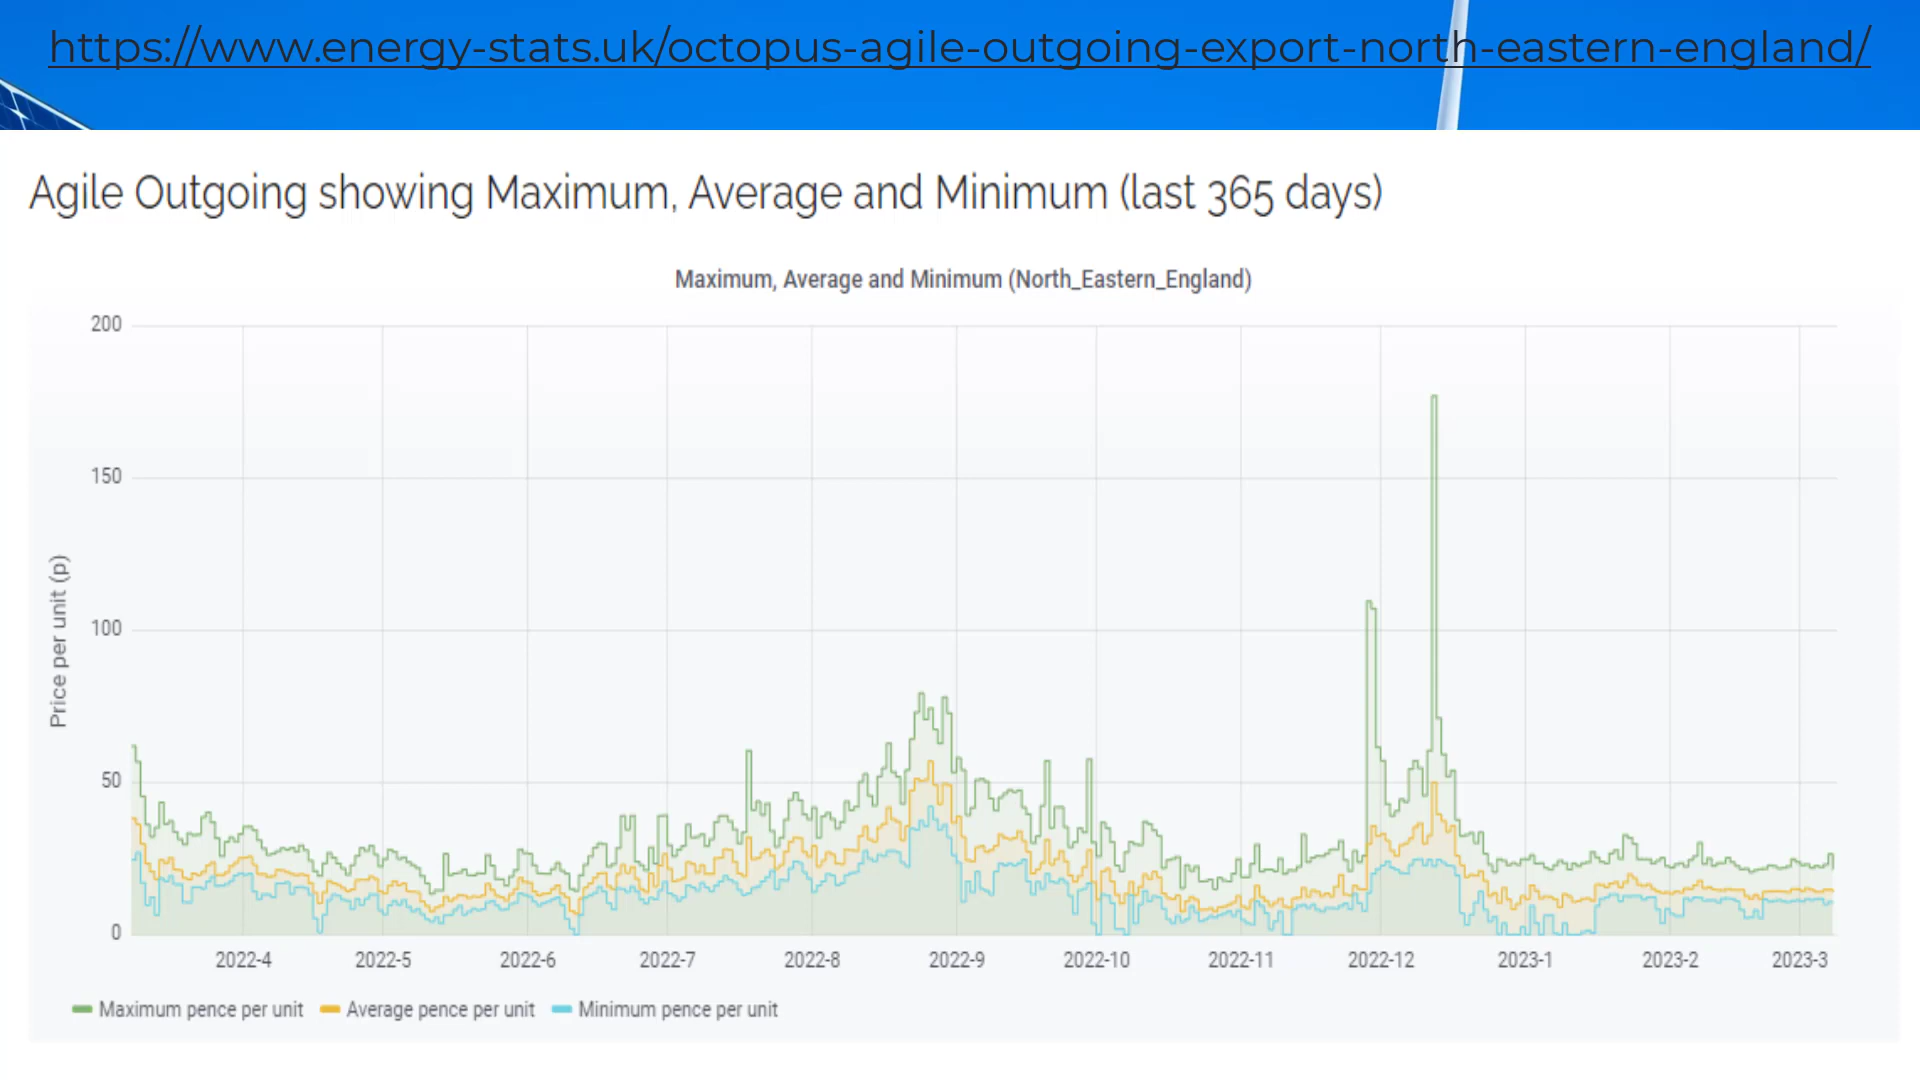 https://www.energy-stats.uk/octopus-agile-outgoing-export-north-eastern-england/
Agile Outgoing showing Maximum, Average and Minimum (last 365 days)
Maximum, Average and Minimum (North_Eastern_England)
200
150
100
50
0
Price per unit (p)
2022-4 2022-5 2022-6 2022-7 2022-8 2022-9 2022-10 2022-11 2022-12 2023-1 2023-2 2023-3
Maximum pence per unit Average pence per unit Minimum pence per unit